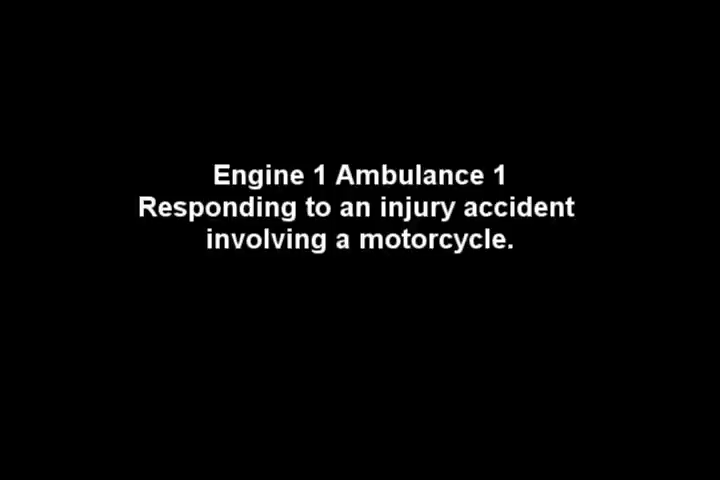 Engine 1 Ambulance 1
Responding to an injury accident
involving a motorcycle.